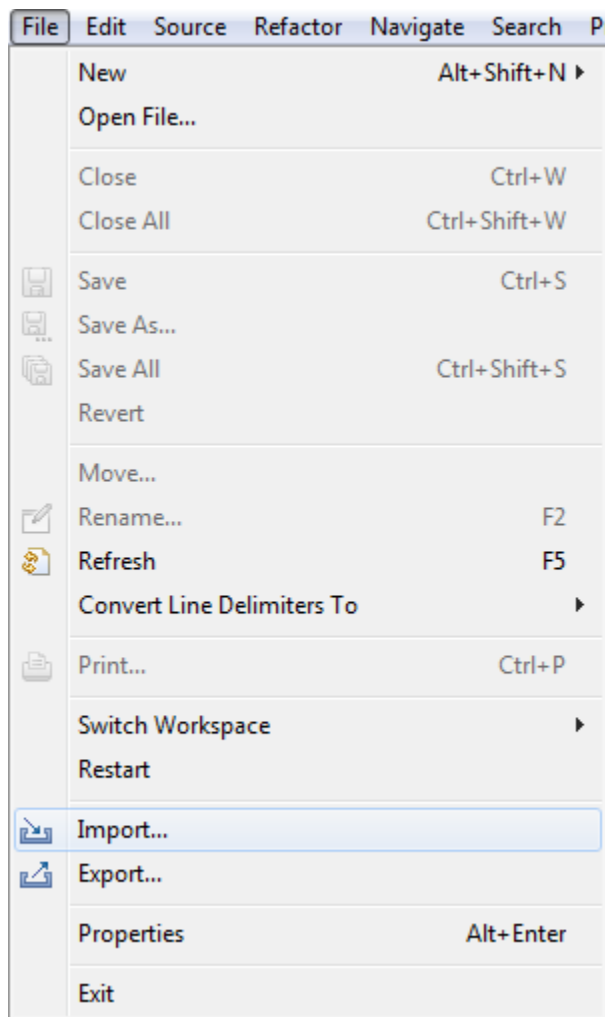 File Edit Source Refactor Navigate Search
New Alt+Shift+N
Open File...
Close Ctrl+W
Close All Ctrl+Shift+W
Save Ctrl+S
Save As...
Save All Ctrl+Shift+S
Revert
Move...
Rename... F2
Refresh F5
Convert Line Delimiters To
Print... Ctrl+P
Switch Workspace
Restart
Import...
Export...
Properties Alt+Enter
Exit